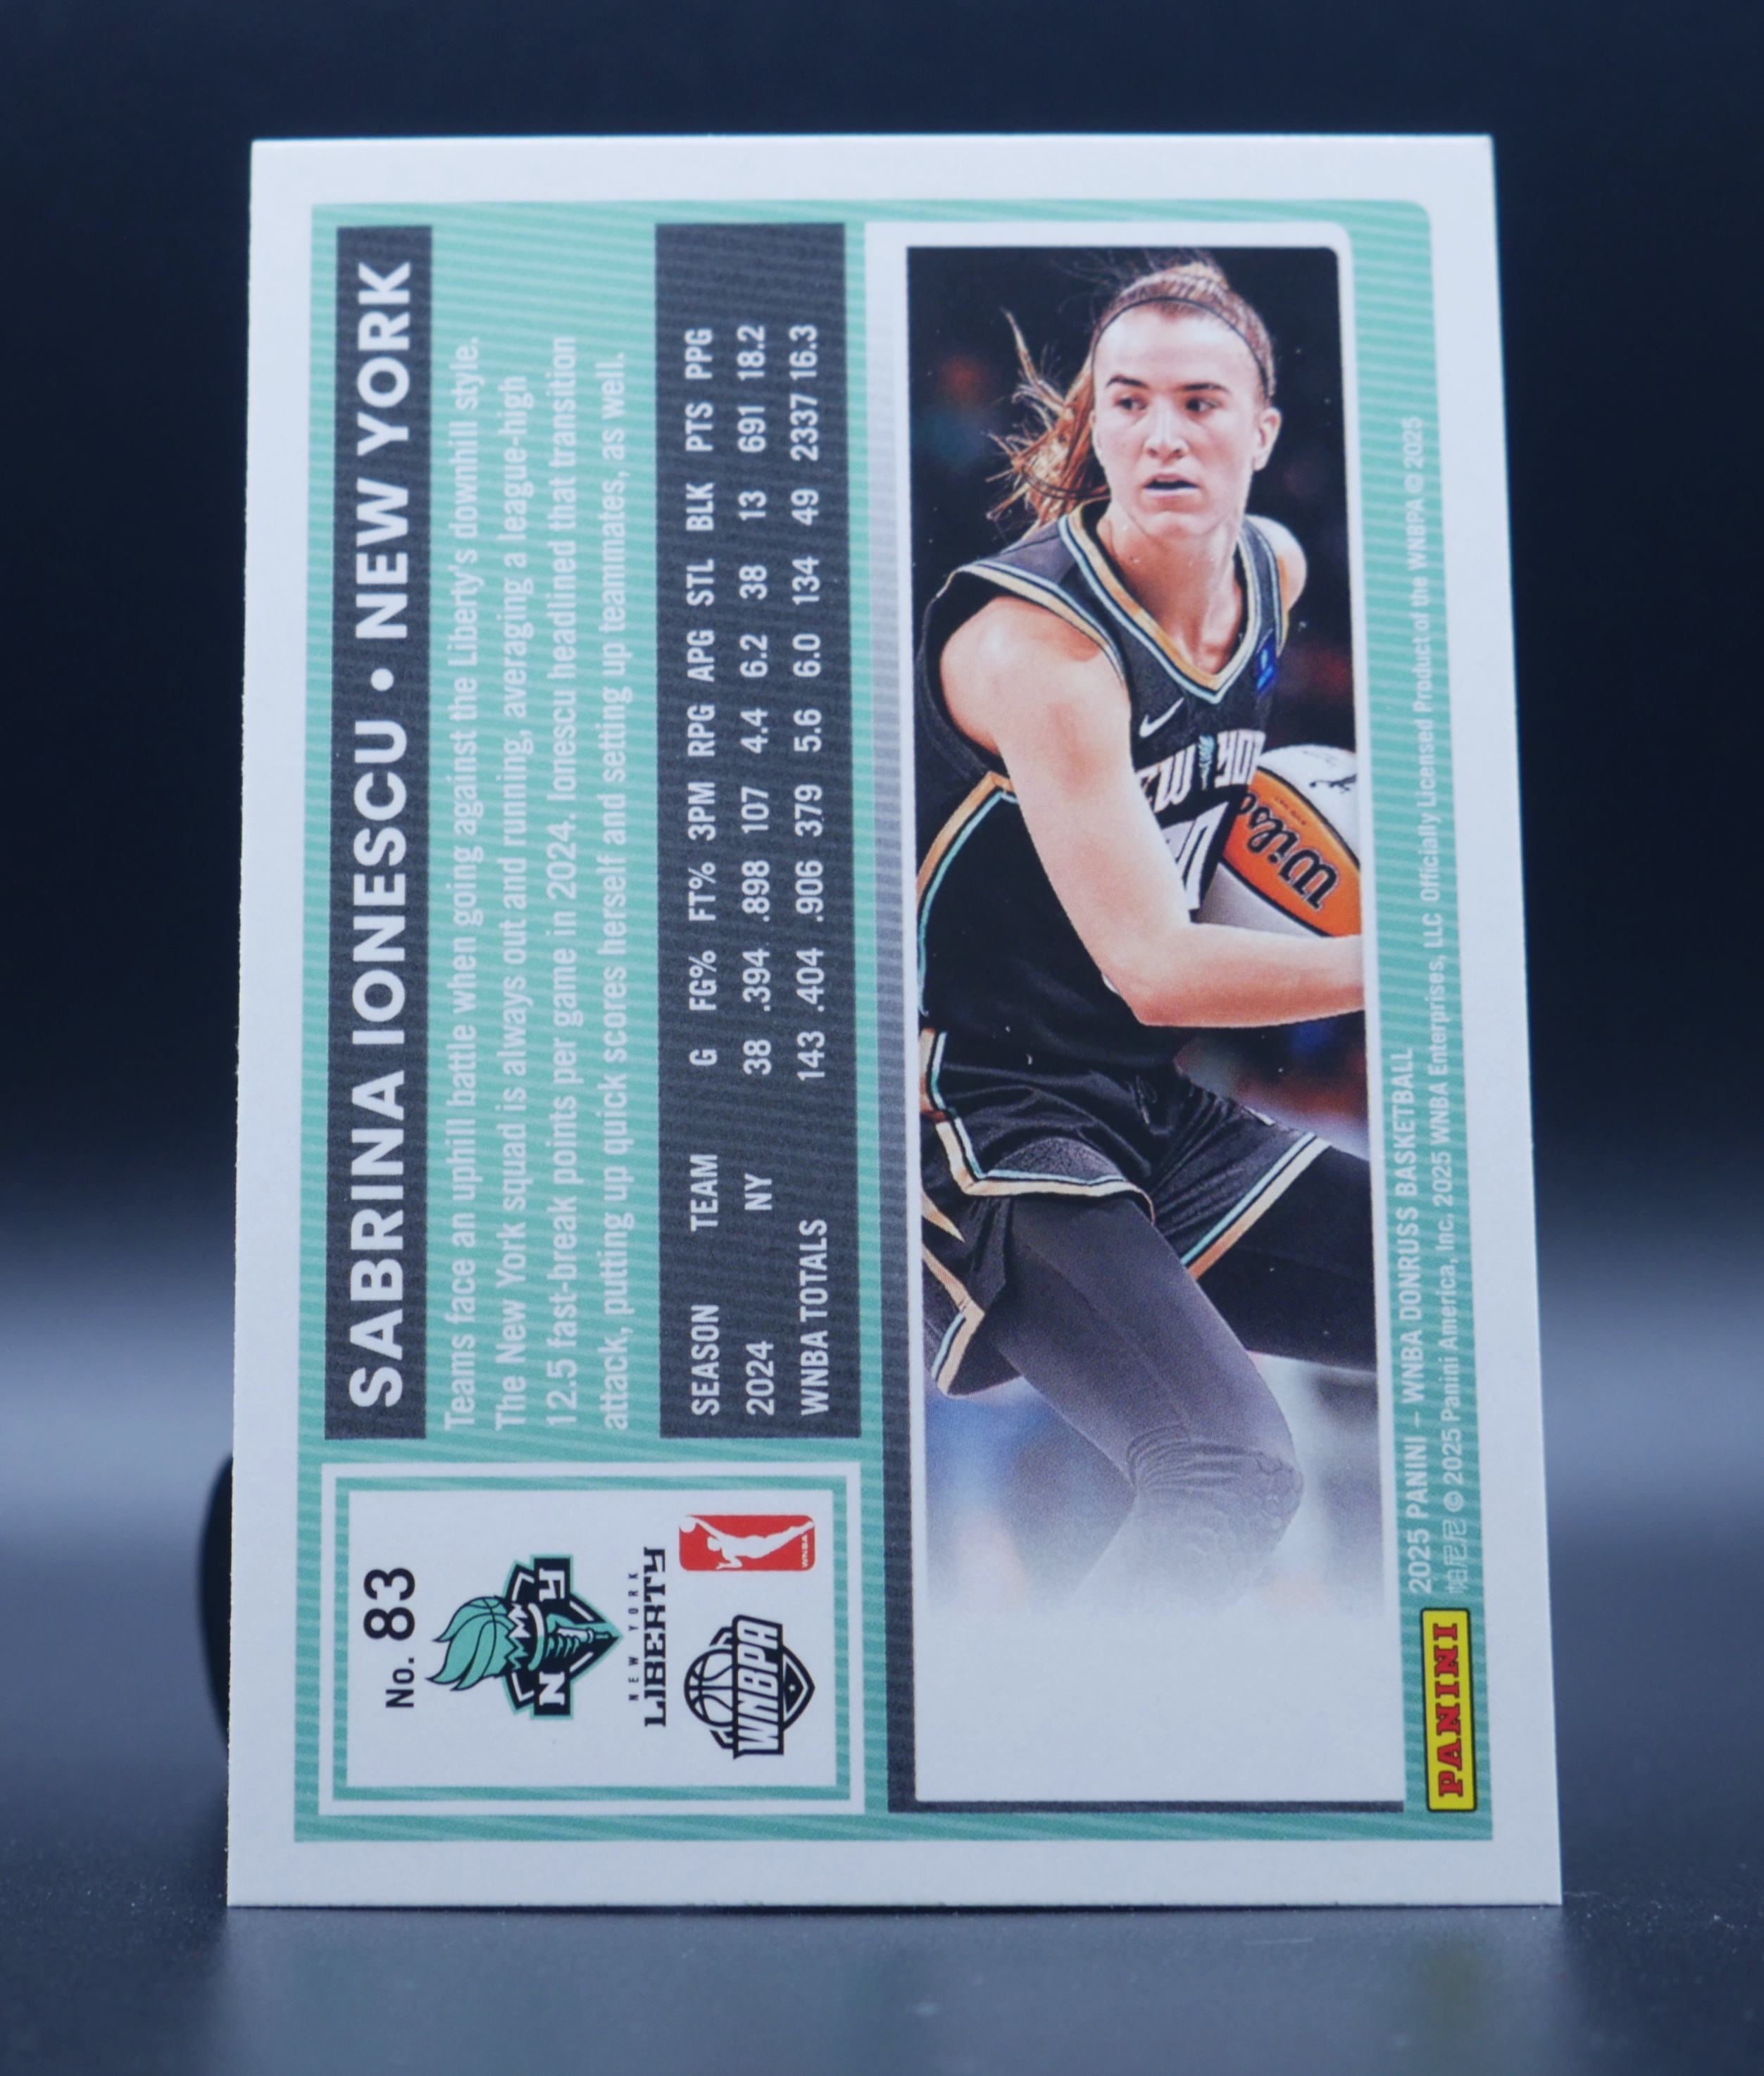 SABRINA IONESCU • NEW YORK
Teams face an uphill battle when going against the Liberty's downhill style.
The New York squad is always out and running, averaging a league-high
12.5 fast-break points per game in 2024. Ionescu headlined that transition
attack, putting up quick scores herself and setting up teammates, as well.
SEASON TEAM G FG% FT% 3PM RPG APG STL BLK PTS PPG
2024 NY 38 .394 .898 107 4.4 6.2 38 13 691 18.2
WNBA TOTALS 143 .404 .906 379 5.6 6.0 134 49 2337 16.3
No. 83
NY
NEW YORK
LIBERTY
WNBPA
WNBA
NEW YOR
Wilson
2025 PANINI – WNBA DONRUSS BASKETBALL
帕尼尼 © 2025 Panini America, Inc. 2025 WNBA Enterprises, LLC Officially Licensed Product of the WNBPA © 2025
PANINI